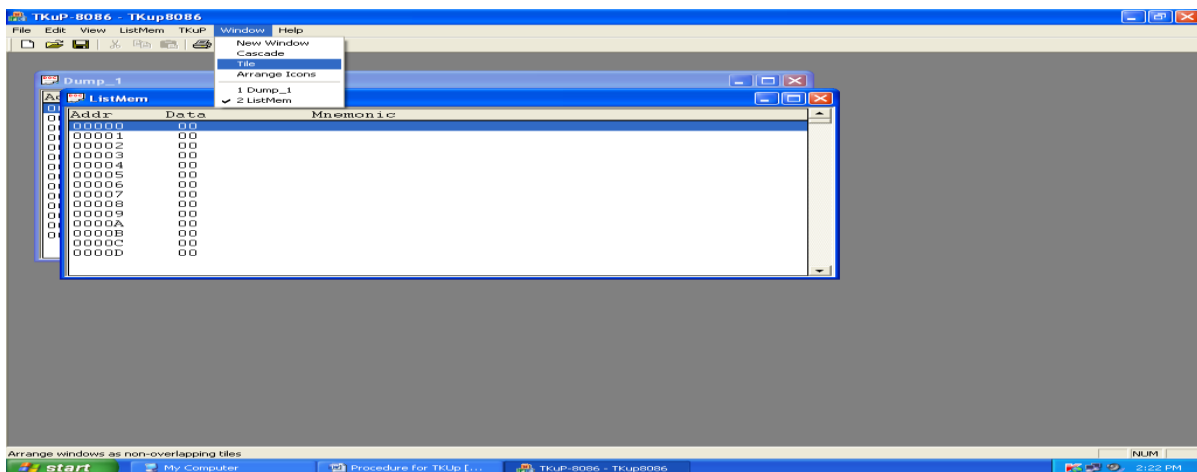 TKuP-8086 - TKup8086
File Edit View ListMem TKuP Window Help
New Window
Cascade
Tile
Arrange Icons
1 Dump_1
2 ListMem
Dump_1
ListMem
Addr Data Mnemonic
00000 00
00001 00
00002 00
00003 00
00004 00
00005 00
00006 00
00007 00
00008 00
00009 00
0000A 00
0000B 00
0000C 00
0000D 00
Arrange windows as non-overlapping tiles
NUM
start
My Computer
Procedure for TKUp [...
TKuP-8086 - TKup8086
2:22 PM